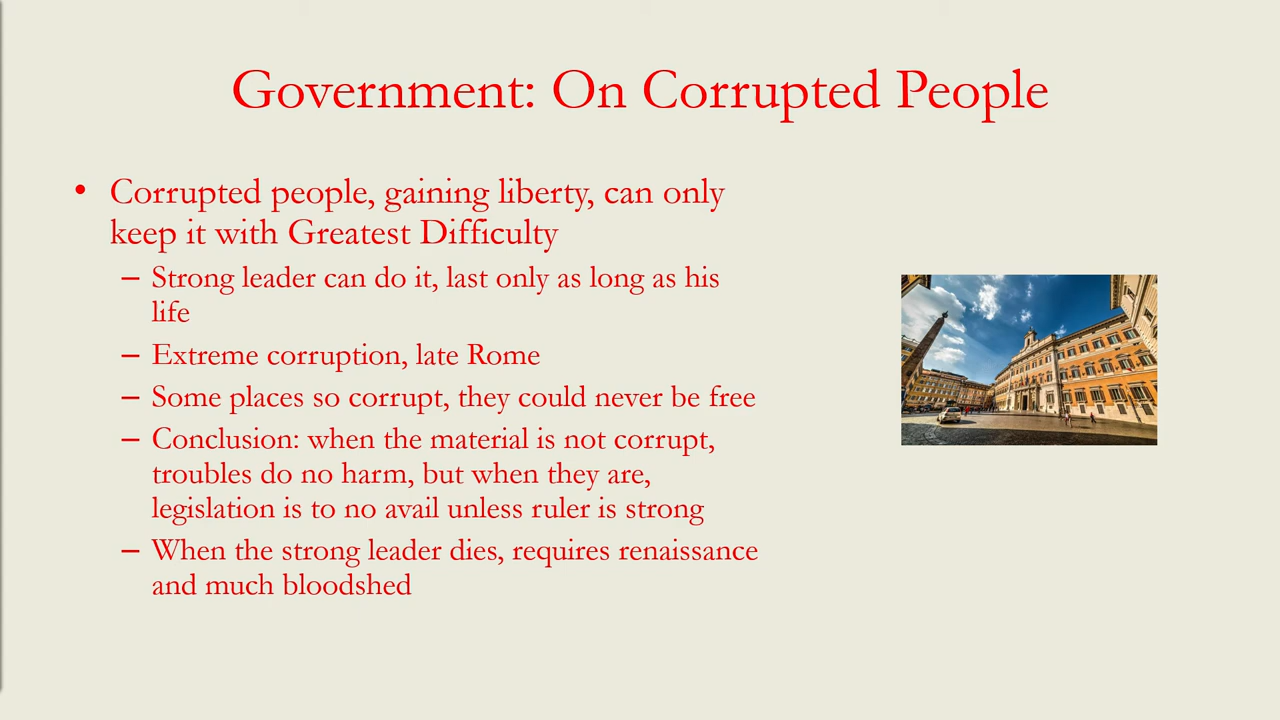 Government: On Corrupted People
• Corrupted people, gaining liberty, can only
keep it with Greatest Difficulty
– Strong leader can do it, last only as long as his
life
– Extreme corruption, late Rome
– Some places so corrupt, they could never be free
– Conclusion: when the material is not corrupt,
troubles do no harm, but when they are,
legislation is to no avail unless ruler is strong
– When the strong leader dies, requires renaissance
and much bloodshed